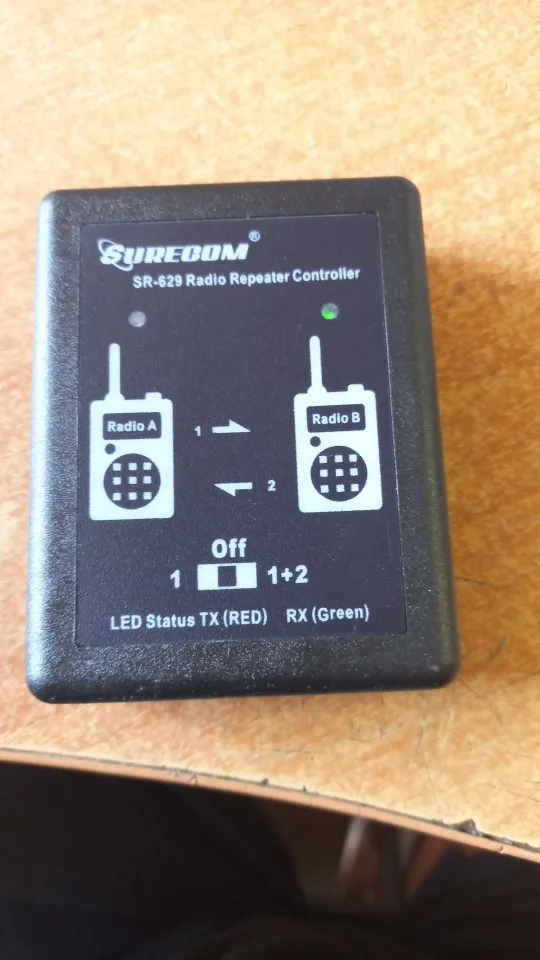 SURECOM®
SR-629 Radio Repeater Controller
Radio A
Radio B
1
2
Off
1 1+2
LED Status TX (RED) RX (Green)